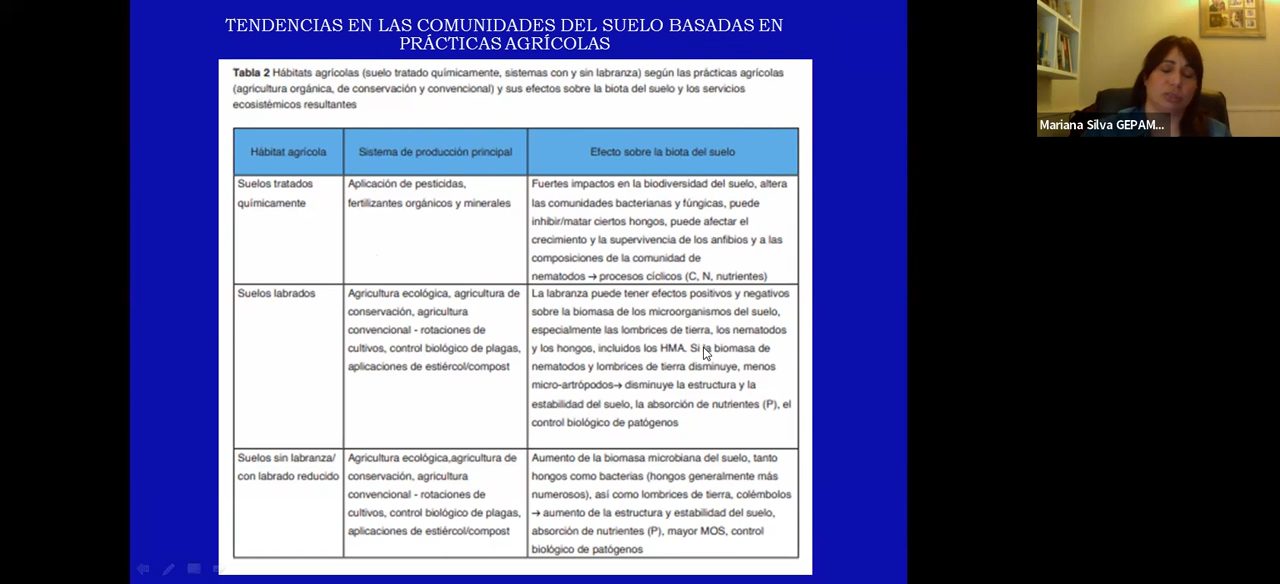 TENDENCIAS EN LAS COMUNIDADES DEL SUELO BASADAS EN
PRÁCTICAS AGRÍCOLAS
Tabla 2 Hábitats agrícolas (suelo tratado químicamente, sistemas con y sin labranza) según las prácticas agrícolas
(agricultura orgánica, de conservación y convencional) y sus efectos sobre la biota del suelo y los servicios
ecosistémicos resultantes
Hábitat agrícola
Sistema de producción principal
Efecto sobre la biota del suelo
Suelos tratados
químicamente
Aplicación de pesticidas,
fertilizantes orgánicos y minerales
Fuertes impactos en la biodiversidad del suelo, altera
las comunidades bacterianas y fúngicas, puede
inhibir/matar ciertos hongos, puede afectar el
crecimiento y la supervivencia de los anfibios y a las
composiciones de la comunidad de
nematodos → procesos cíclicos (C, N, nutrientes)
Suelos labrados
Agricultura ecológica, agricultura de
conservación, agricultura
convencional - rotaciones de
cultivos, control biológico de plagas,
aplicaciones de estiércol/compost
La labranza puede tener efectos positivos y negativos
sobre la biomasa de los microorganismos del suelo,
especialmente las lombrices de tierra, los nematodos
y los hongos, incluidos los HMA. Si la biomasa de
nematodos y lombrices de tierra disminuye, menos
micro-artrópodos→ disminuye la estructura y la
estabilidad del suelo, la absorción de nutrientes (P), el
control biológico de patógenos
Suelos sin labranza/
con labrado reducido
Agricultura ecológica,agricultura de
conservación, agricultura
convencional - rotaciones de
cultivos, control biológico de plagas,
aplicaciones de estiércol/compost
Aumento de la biomasa microbiana del suelo, tanto
hongos como bacterias (hongos generalmente más
numerosos), así como lombrices de tierra, colémbolos
→ aumento de la estructura y estabilidad del suelo,
absorción de nutrientes (P), mayor MOS, control
biológico de patógenos
Mariana Silva GEPAM...